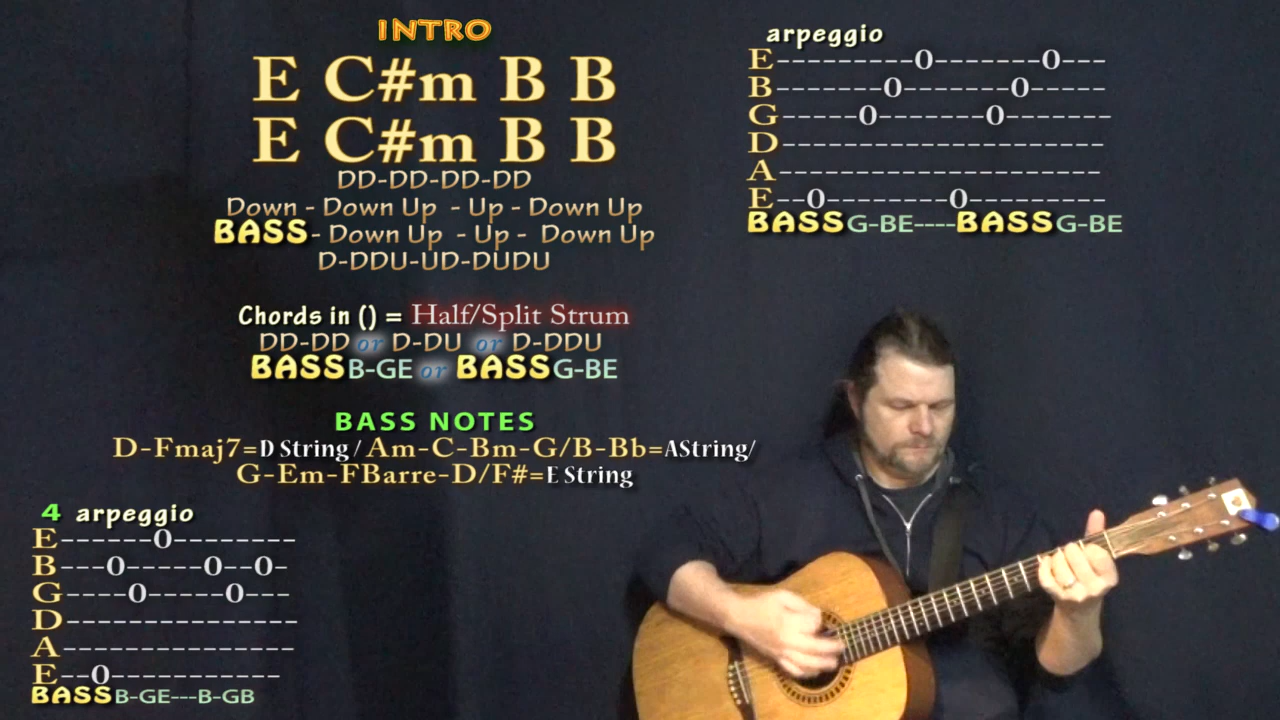 INTRO
E C#m B B
E C#m B B
DD-DD-DD-DD
Down - Down Up - Up - Down Up
BASS- Down Up - Up - Down Up
D-DDU-UD-DUDU
Chords in () = Half/Split Strum
DD-DD or D-DU or D-DDU
BASSB-GE or BASSG-BE
BASS NOTES
D-Fmaj7=D String / Am-C-Bm-G/B-Bb=AString/
G-Em-FBarre-D/F#=E String
4 arpeggio
E-------0---------
B---0-----0--0-
G----0-----0---
D---------------
A---------------
E--0-----------
BASSB-GE---B-GB
arpeggio
E---------0-------0---
B-------0-------0-----
G-----0-------0-------
D---------------------
A---------------------
E--0--------0---------
BASSG-BE----BASSG-BE